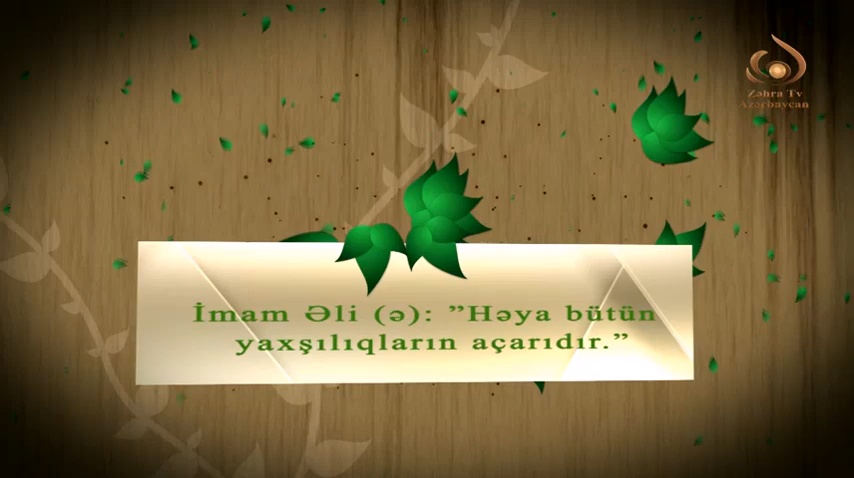 Zəhra Tv
Azərbaycan
İmam Əli (ə): ”Həya bütün
yaxşılıqların açarıdır.”